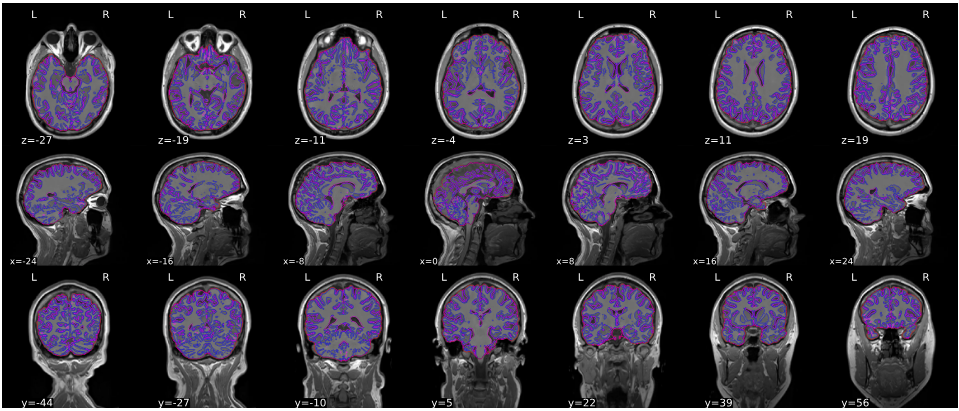 L R L R L R L R L R L R L R
z=-27 z=-19 z=-11 z=-4 z=3 z=11 z=19
x=-24 x=-16 x=-8 x=0 x=8 x=16 x=24
L R L R L R L R L R L R L R
y=-44 y=-27 y=-10 y=5 y=22 y=39 y=56